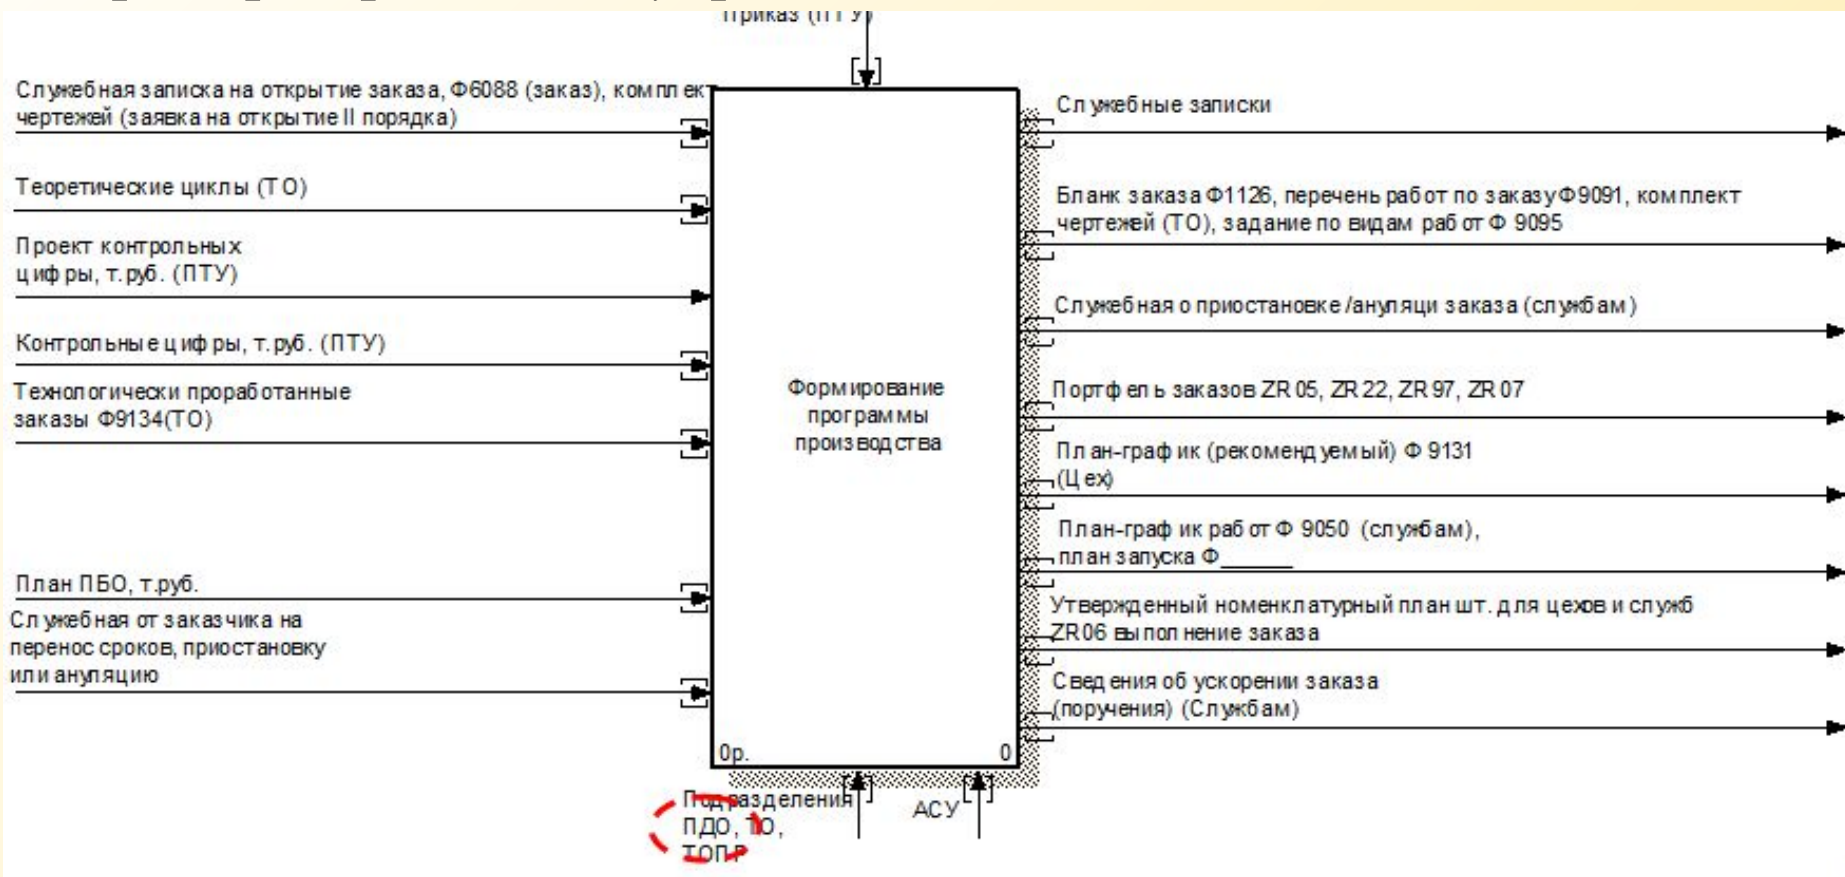 Приказ (ПТУ)
Служебная записка на открытие заказа, Ф6088 (заказ), комплект
чертежей (заявка на открытие II порядка)
Теоретические циклы (ТО)
Проект контрольных
цифры, т.руб. (ПТУ)
Контрольные цифры, т.руб. (ПТУ)
Технологически проработанные
заказы Ф9134(ТО)
План ПБО, т.руб.
Служебная от заказчика на
перенос сроков, приостановку
или ануляцию
Формирование
программы
производства
0р.
0
Служебные записки
Бланк заказа Ф1126, перечень работ по заказу Ф9091, комплект
чертежей (ТО), задание по видам работ Ф 9095
Служебная о приостановке /ануляци заказа (службам)
Портфель заказов ZR 05, ZR 22, ZR 97, ZR 07
План-график (рекомендуемый) Ф 9131
(Цех)
План-график работ Ф 9050 (службам),
план запуска Ф______
Утвержденный номенклатурный план шт. для цехов и служб
ZR06 выполнение заказа
Сведения об ускорении заказа
(поручения) (Службам)
Подразделения
ПДО, ТО,
ТОПР
АСУ